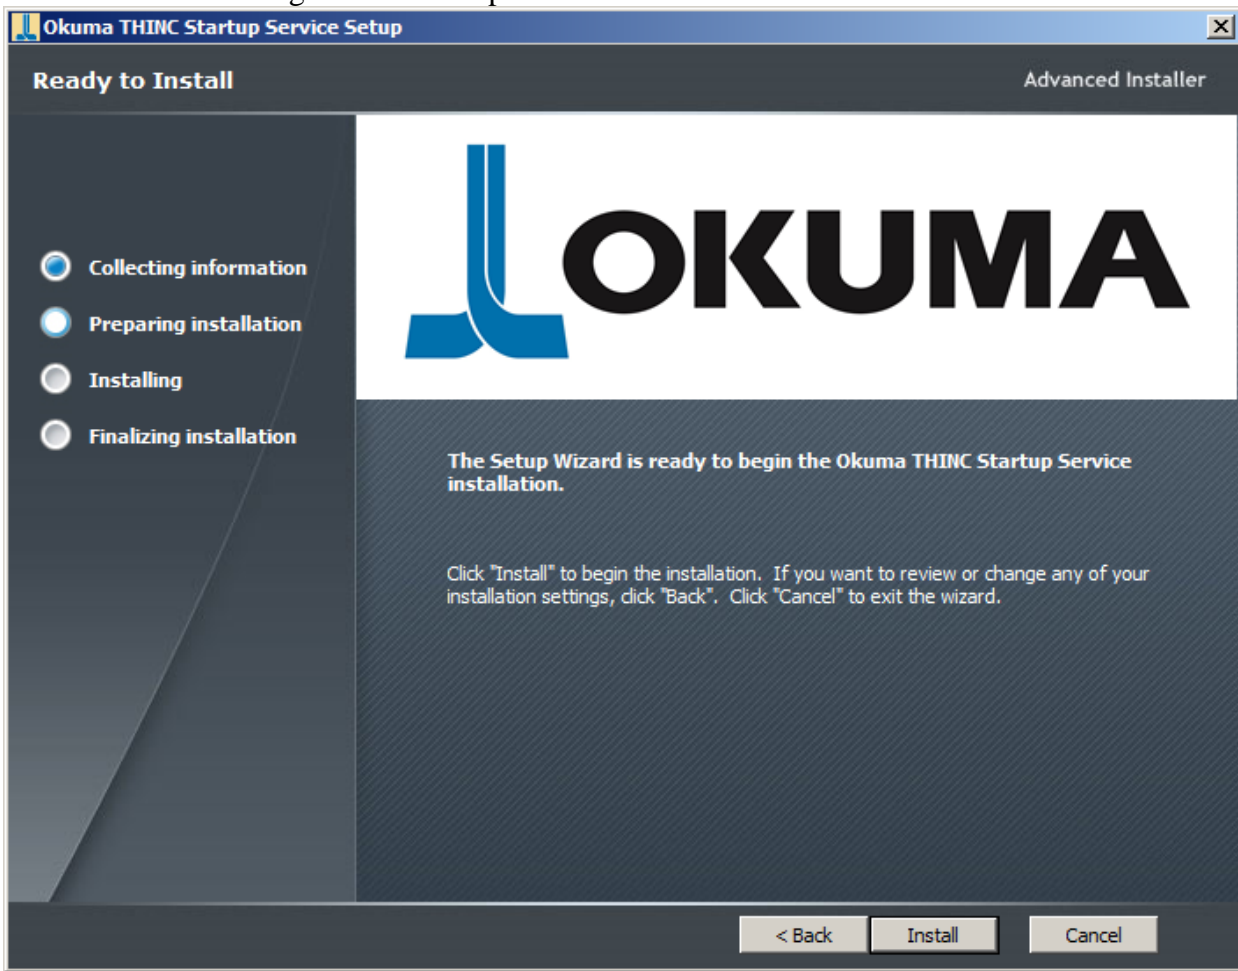 Okuma THINC Startup Service Setup
Ready to Install
Advanced Installer
OKUMA
Collecting information
Preparing installation
Installing
Finalizing installation
The Setup Wizard is ready to begin the Okuma THINC Startup Service
installation.
Click "Install" to begin the installation.  If you want to review or change any of your
installation settings, click "Back".  Click "Cancel" to exit the wizard.
< Back
Install
Cancel